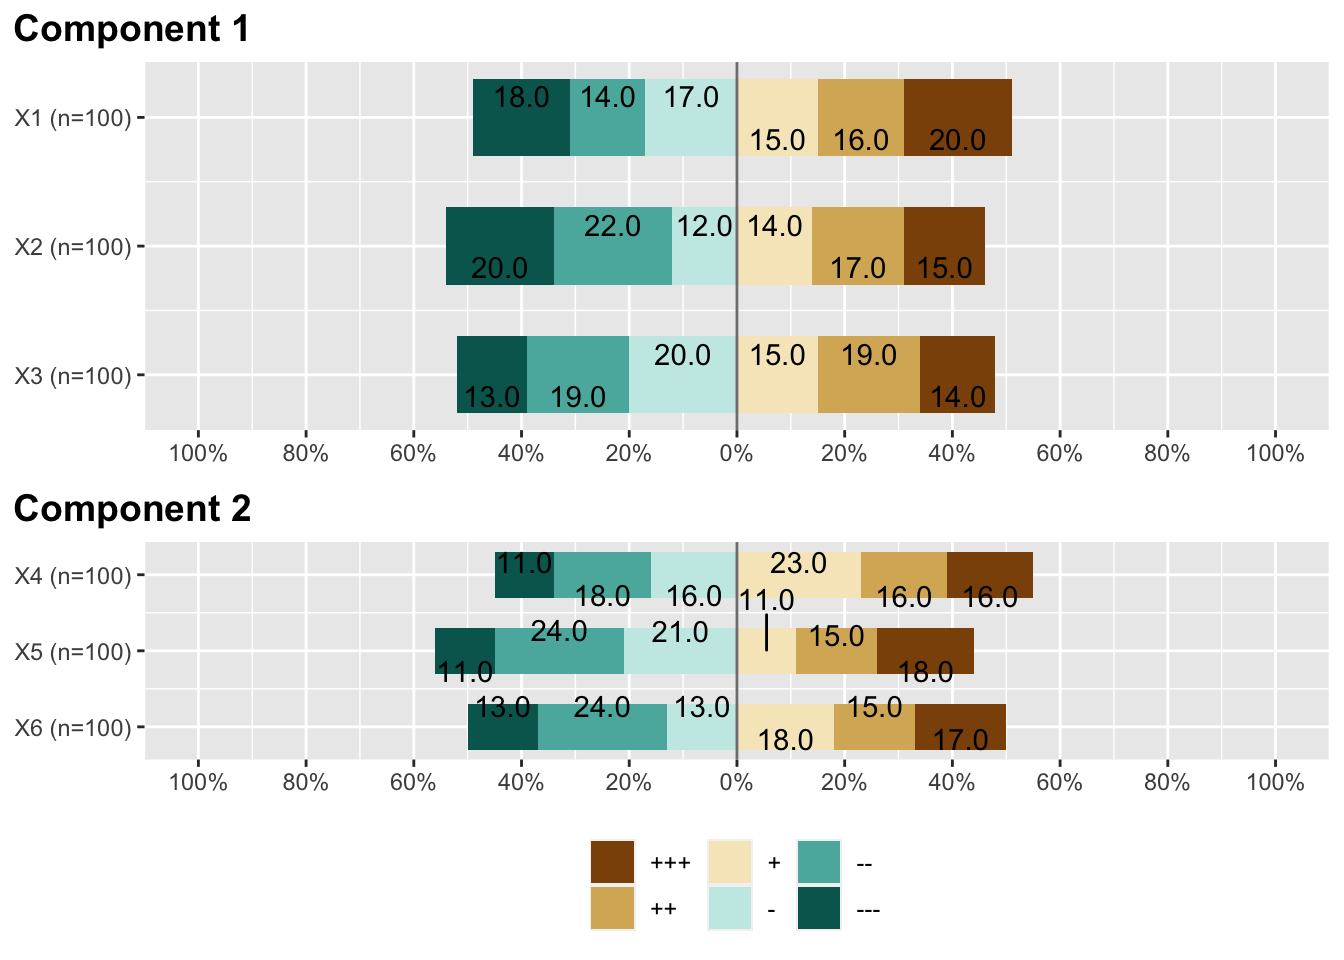 Component 1
X1 (n=100)
18.0 14.0 17.0
15.0 16.0 20.0
X2 (n=100)
22.0 12.0 14.0
20.0 17.0 15.0
X3 (n=100)
20.0 15.0 19.0
13.0 19.0 14.0
100% 80% 60% 40% 20% 0% 20% 40% 60% 80% 100%
Component 2
X4 (n=100)
11.0 23.0
18.0 16.0 11.0 16.0 16.0
X5 (n=100)
24.0 21.0 15.0
11.0 18.0
13.0 24.0 13.0 15.0
X6 (n=100)
18.0 17.0
100% 80% 60% 40% 20% 0% 20% 40% 60% 80% 100%
+++ + --
++ - ---